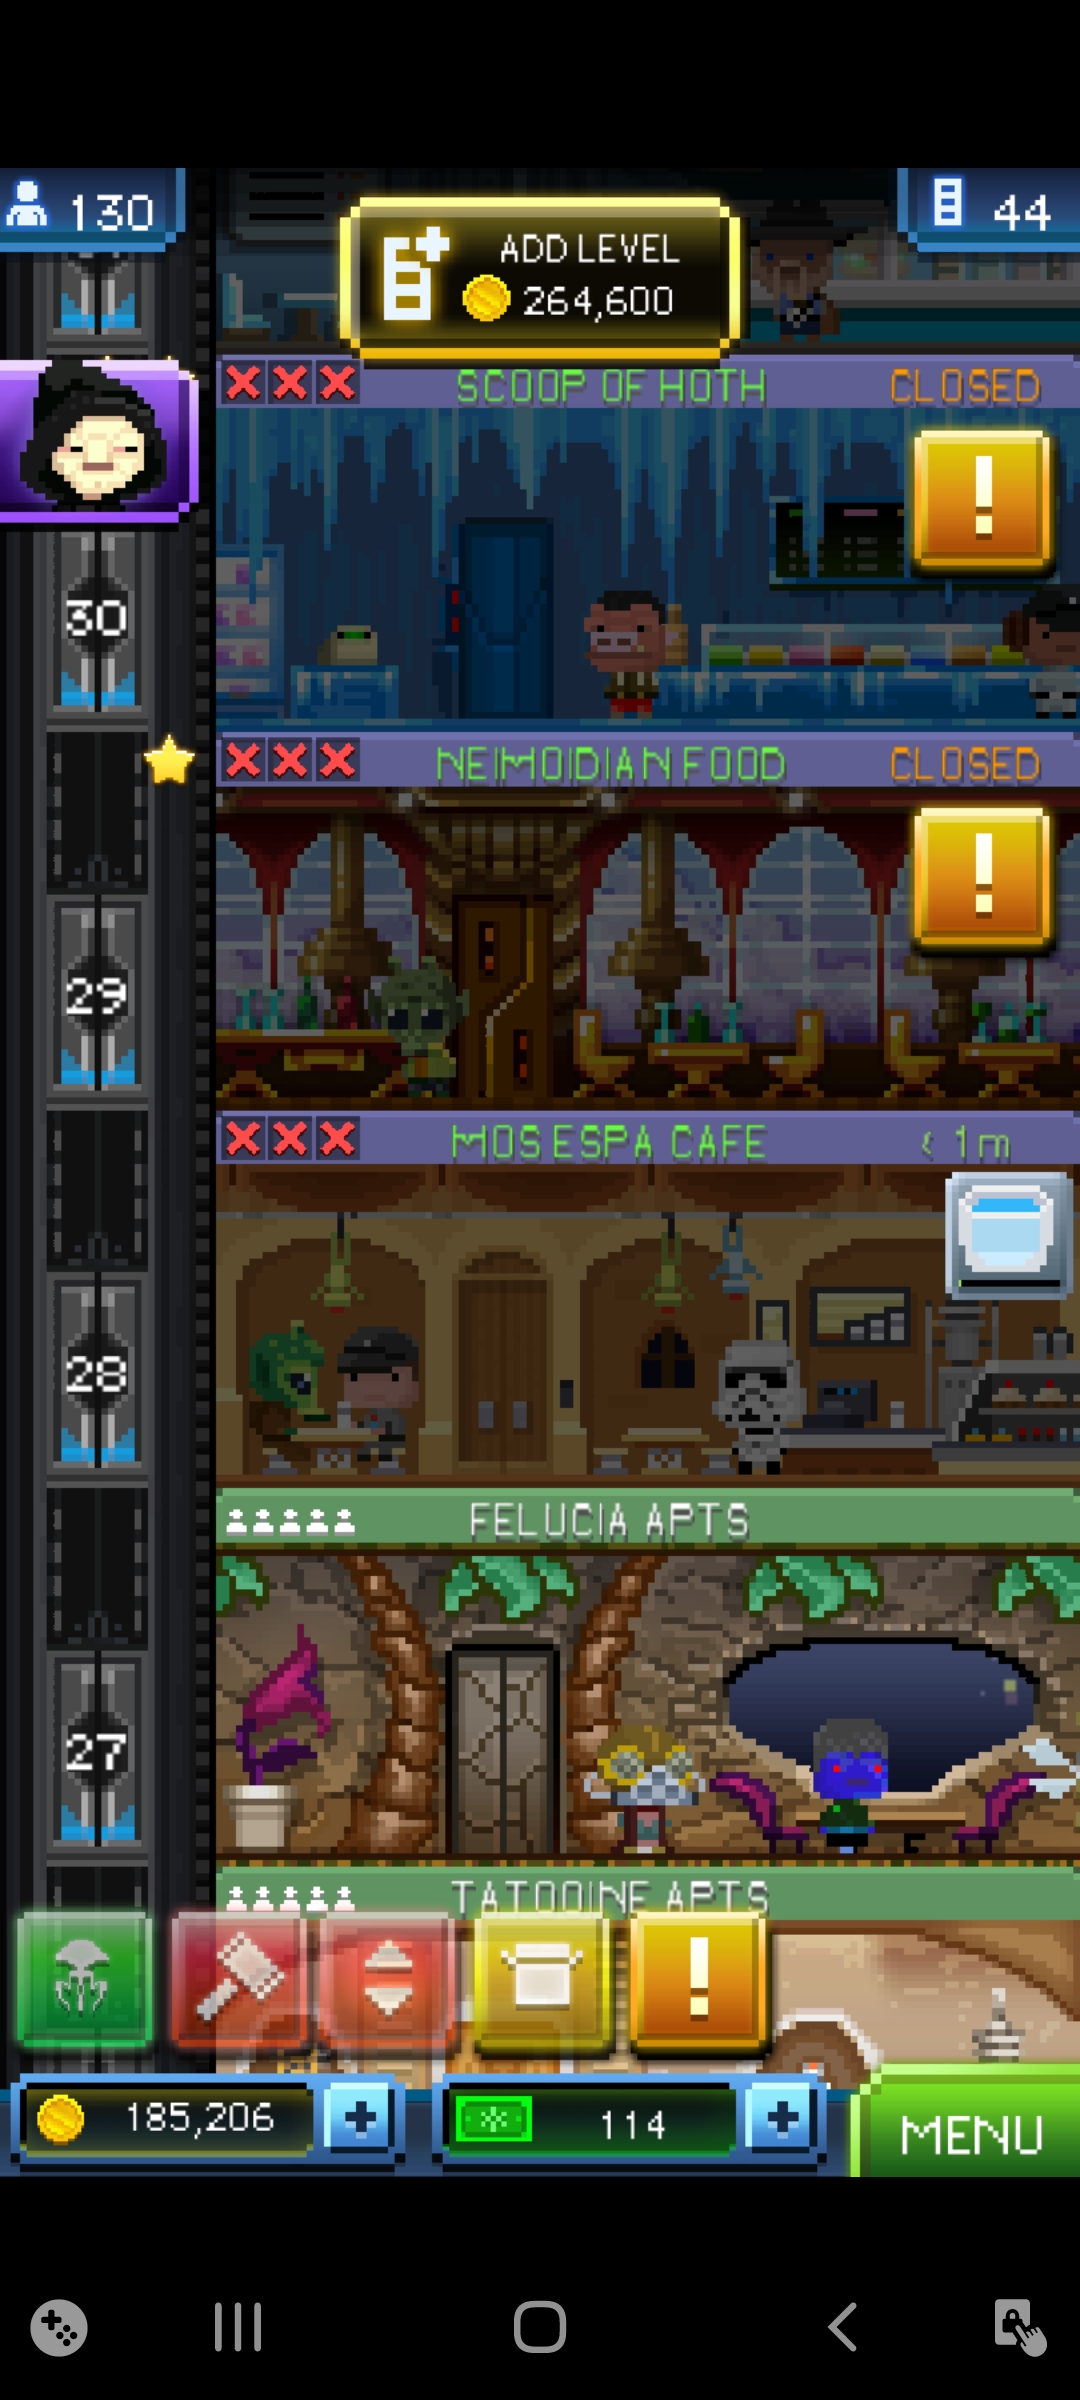 130
44
ADD LEVEL
264,600
SCOOP OF HOTH CLOSED
30
NEIMOIDIAN FOOD CLOSED
29
MOS ESPA CAFE < 1m
28
FELUCIA APTS
27
TATOOINE APTS
185,206
114
MENU